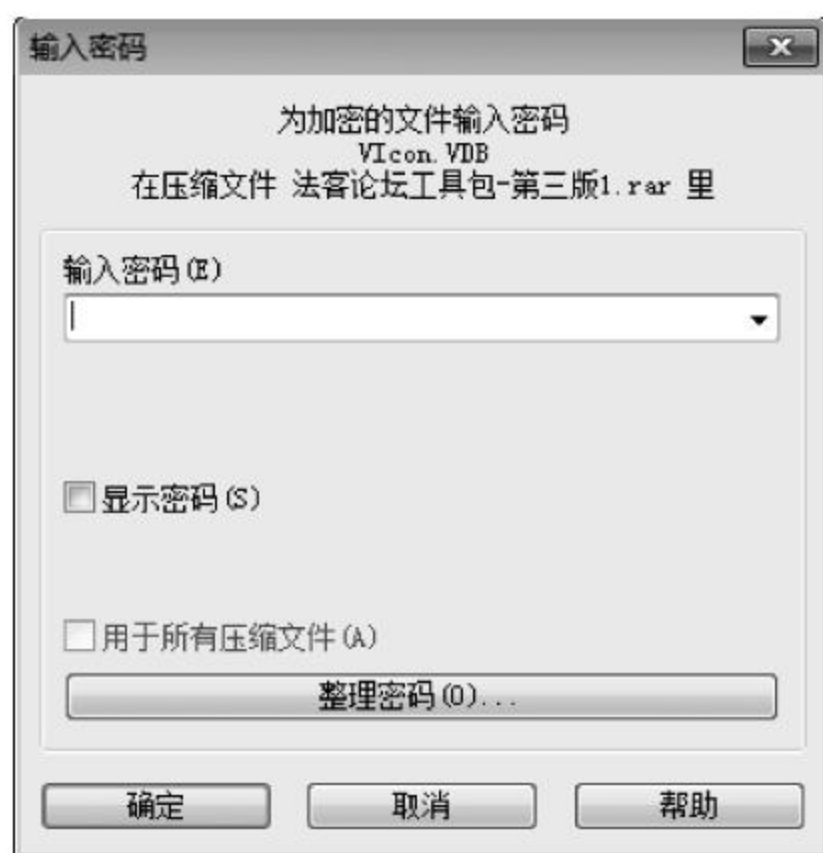 输入密码
为加密的文件输入密码
VIcon.VDB
在压缩文件 法客论坛工具包-第三版1.rar 里
输入密码(E)
显示密码(S)
用于所有压缩文件(A)
整理密码(O)...
确定 取消 帮助